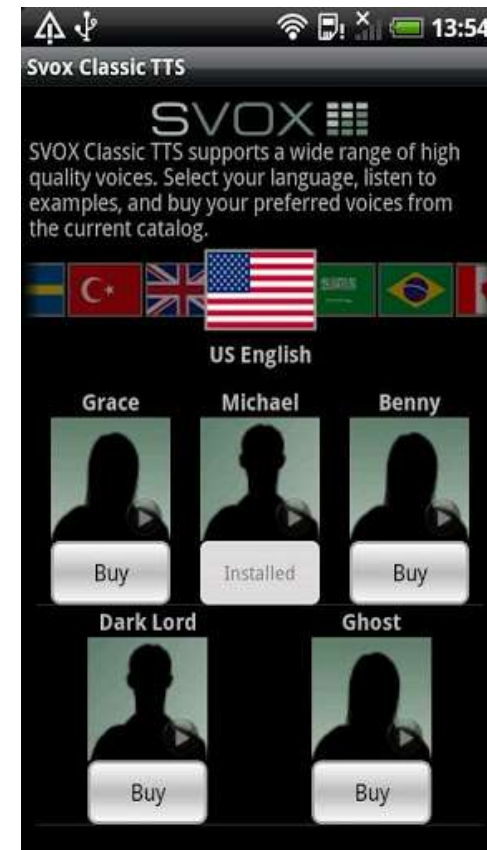 13:54
Svox Classic TTS
SVOX
SVOX Classic TTS supports a wide range of high
quality voices. Select your language, listen to
examples, and buy your preferred voices from
the current catalog.
US English
Grace Michael Benny
Buy Installed Buy
Dark Lord Ghost
Buy Buy